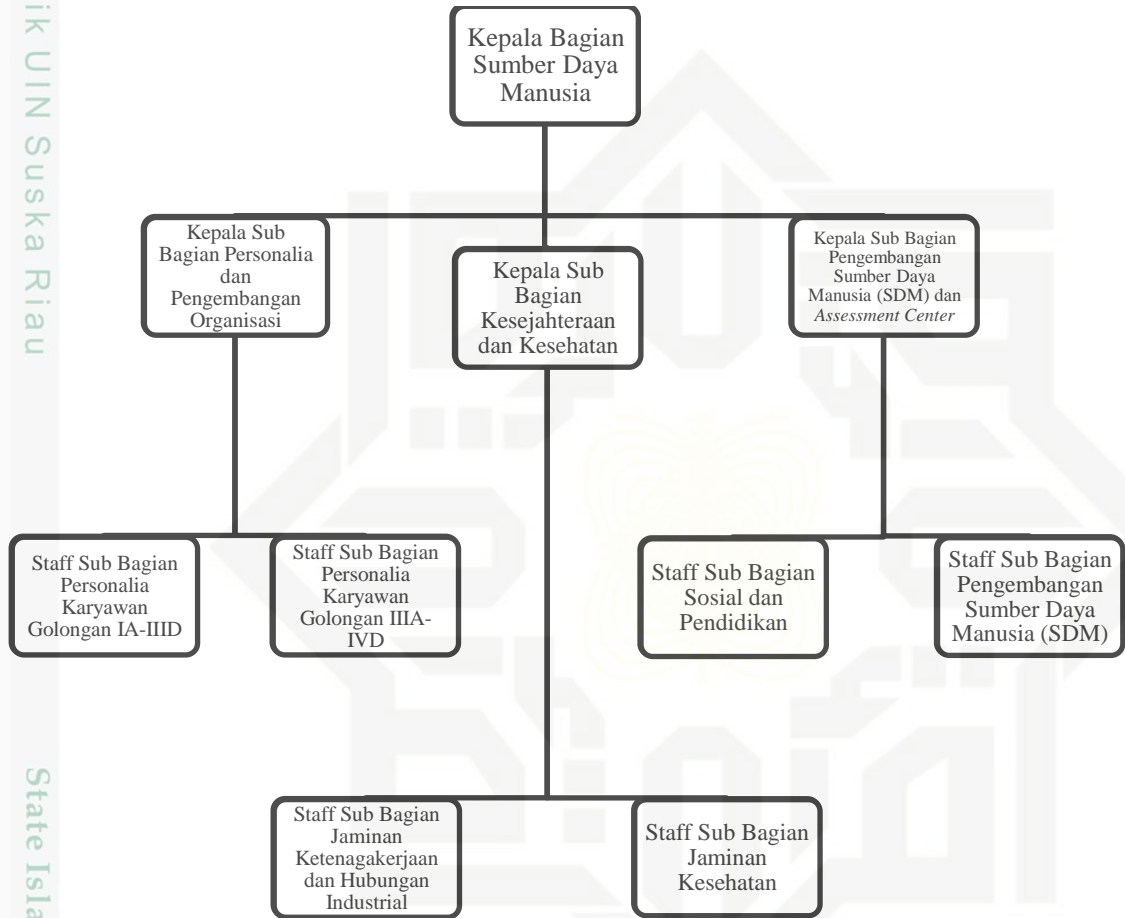 Kepala Bagian
Sumber Daya
Manusia
Kepala Sub
Bagian Personalia
dan
Pengembangan
Organisasi
Kepala Sub
Bagian
Kesejahteraan
dan Kesehatan
Kepala Sub Bagian
Pengembangan
Sumber Daya
Manusia (SDM) dan
Assessment Center
Staff Sub Bagian
Personalia
Karyawan
Golongan IA-IIID
Staff Sub Bagian
Personalia
Karyawan
Golongan IIIA-
IVD
Staff Sub Bagian
Sosial dan
Pendidikan
Staff Sub Bagian
Pengembangan
Sumber Daya
Manusia (SDM)
Staff Sub Bagian
Jaminan
Ketenagakerjaan
dan Hubungan
Industrial
Staff Sub Bagian
Jaminan
Kesehatan
UIN Suska Riau
State